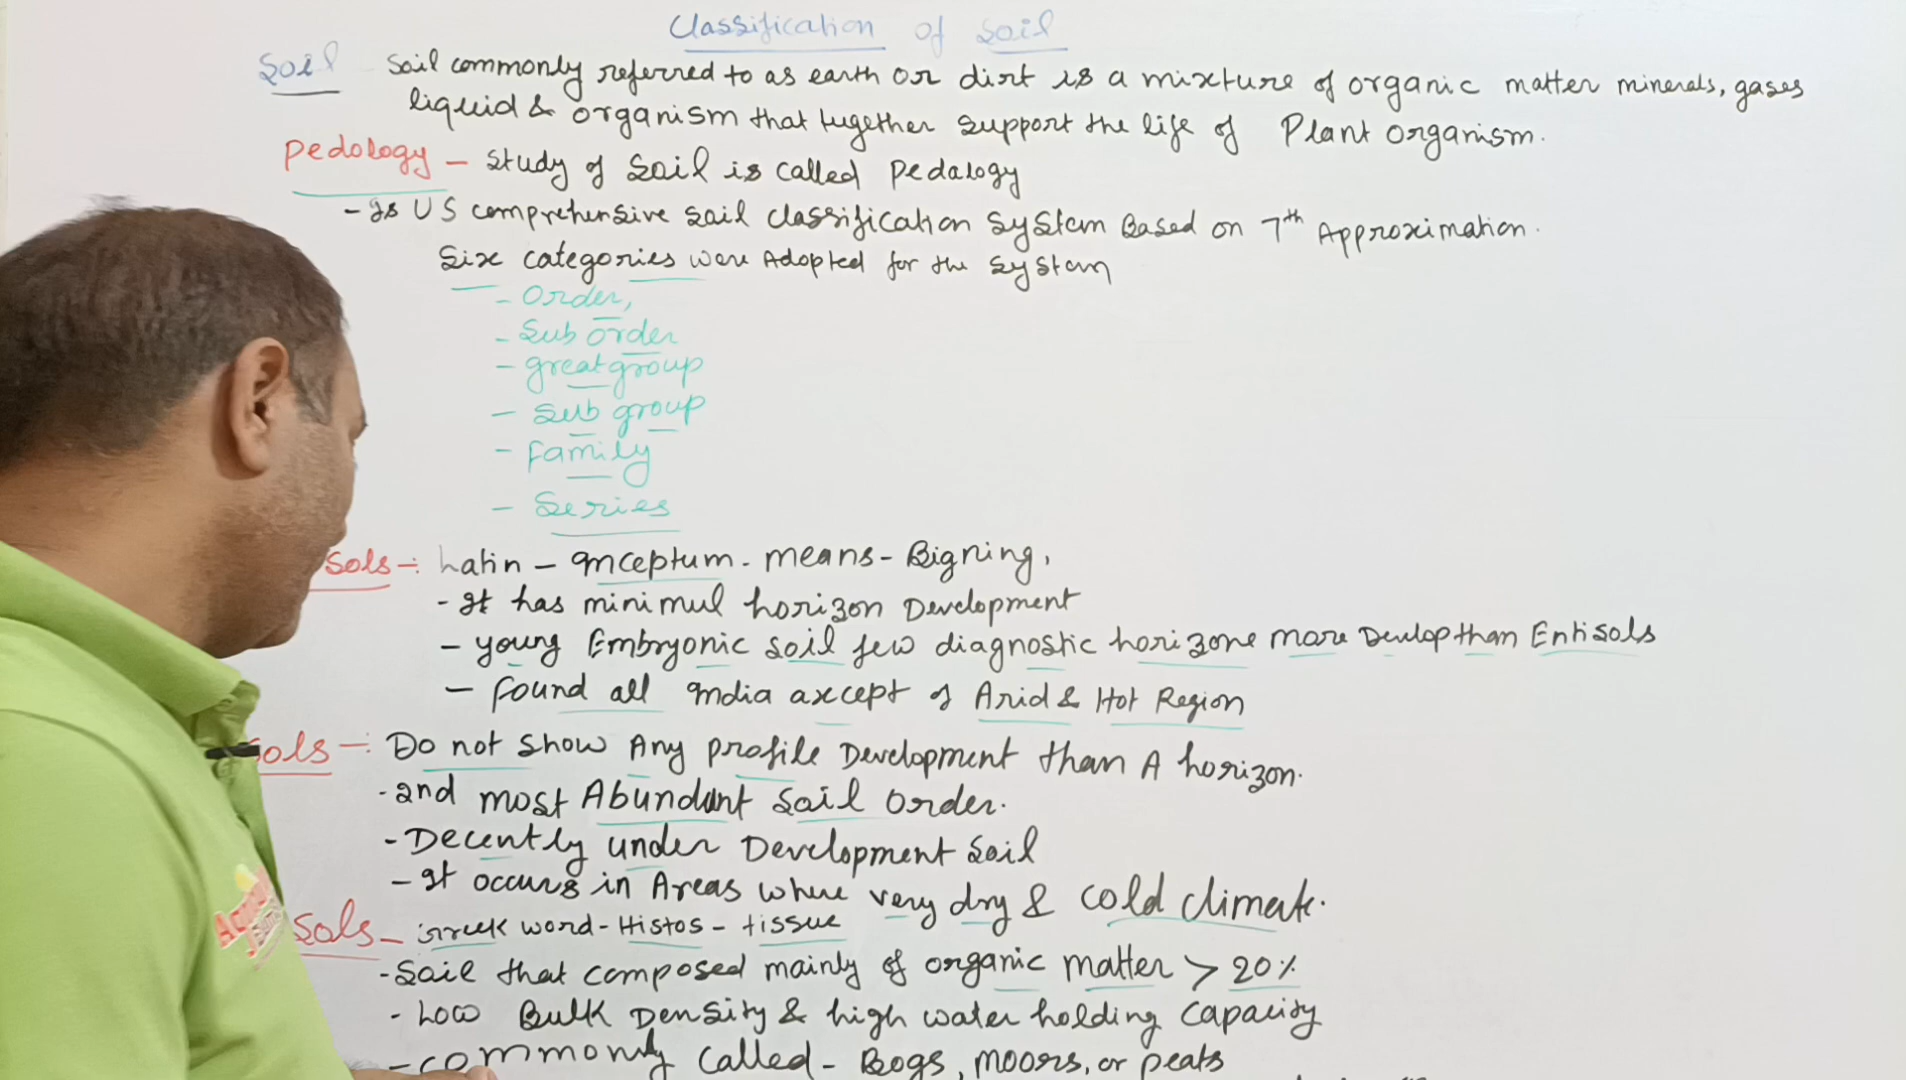 Classification of Soil
Soil Soil commonly referred to as earth or dirt is a mixture of organic matter minerals, gases
liquid & organism that tugether support the life of Plant organism.
Pedology - Study of Soil is called Pedalogy
- Is US comprehensive Soil classification System Based on 7th Approximation.
Six categories were Adopted for the System
- Order,
- Sub order
- great group
- Sub group
- family
- Series
sols -: Latin - Inceptum - means - Bigning,
- It has minimul horizon Development
- young Embryonic soil few diagnostic horizone more Devlop than Entisols
- found all India axcept of Arid & Hot Region
sols -: Do not show Any profile Development than A horizon.
- and most Abundant Soil Order.
- Decently under Development Soil
- It occurs in Areas where very dry & cold climate.
Sols - Greek word - Histos - tissue
- Soil that composed mainly of organic matter > 20%
- Low Bulk Density & high water holding Capacity
- commonly called - Bogs, moors, or peats